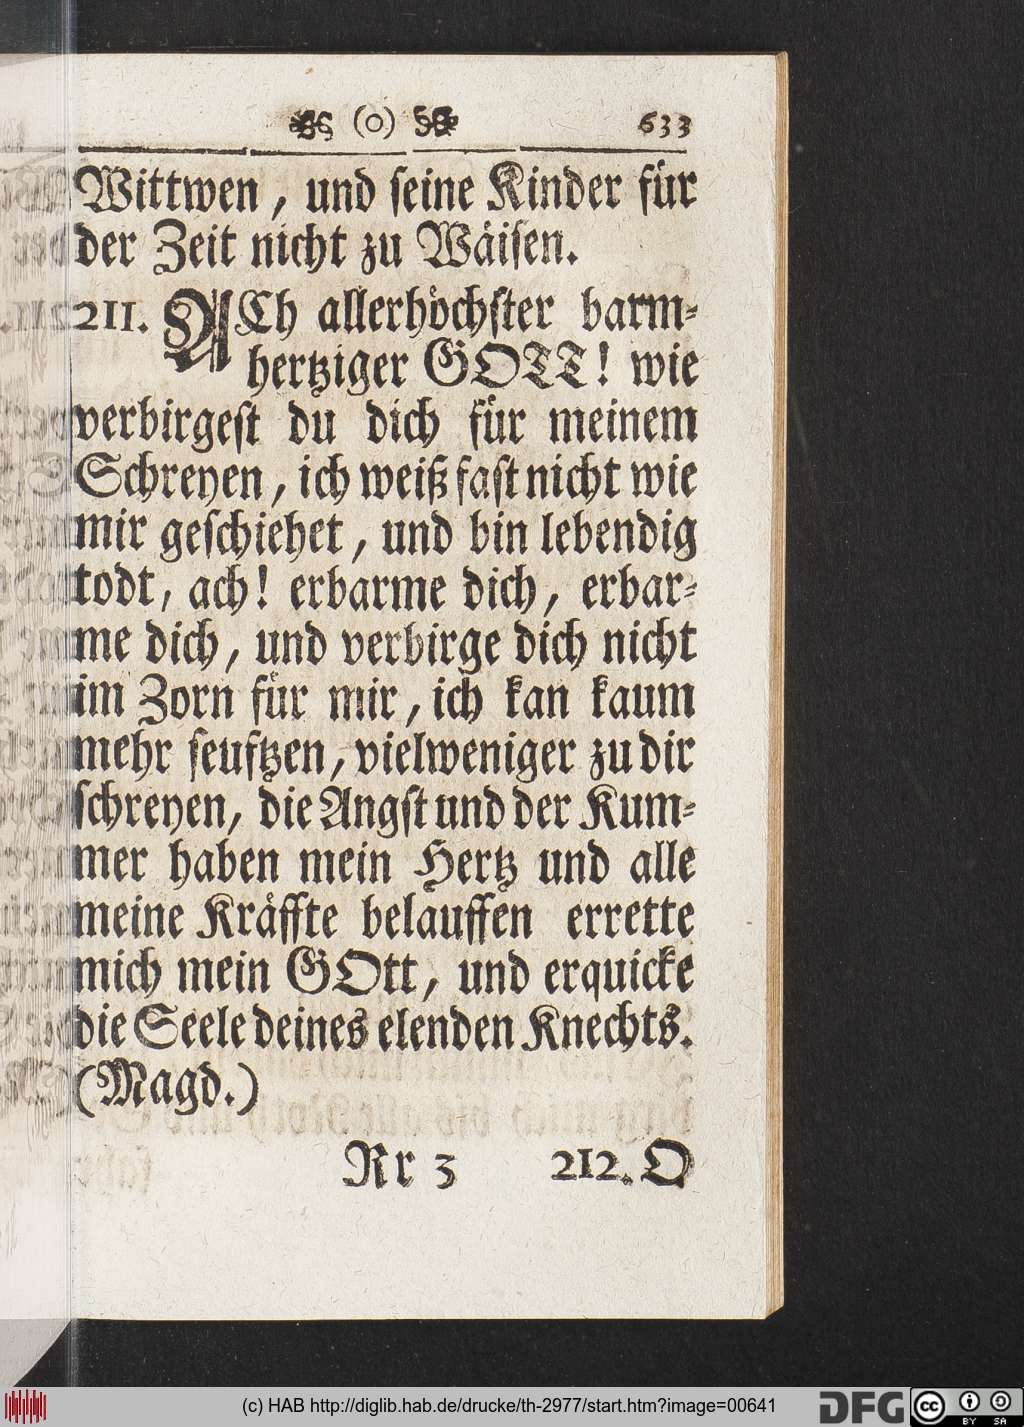 (o) 633
Wittwen, und ſeine Kinder für
der Zeit nicht zu Wäiſen.
211. ACh allerhöchſter barm-
hertziger GOTT! wie
verbirgeſt du dich für meinem
Schreyen, ich weiß faſt nicht wie
mir geſchiehet, und bin lebendig
todt, ach! erbarme dich, erbar-
me dich, und verbirge dich nicht
im Zorn für mir, ich kan kaum
mehr ſeuftzen, vielweniger zu dir
ſchreyen, die Angſt und der Kum-
mer haben mein Hertz und alle
meine Kräffte belauffen errette
mich mein GOtt, und erquicke
die Seele deines elenden Knechts.
(Magd.)
Rr 3 212. O
(c) HAB http://diglib.hab.de/drucke/th-2977/start.htm?image=00641
DFG cc BY SA